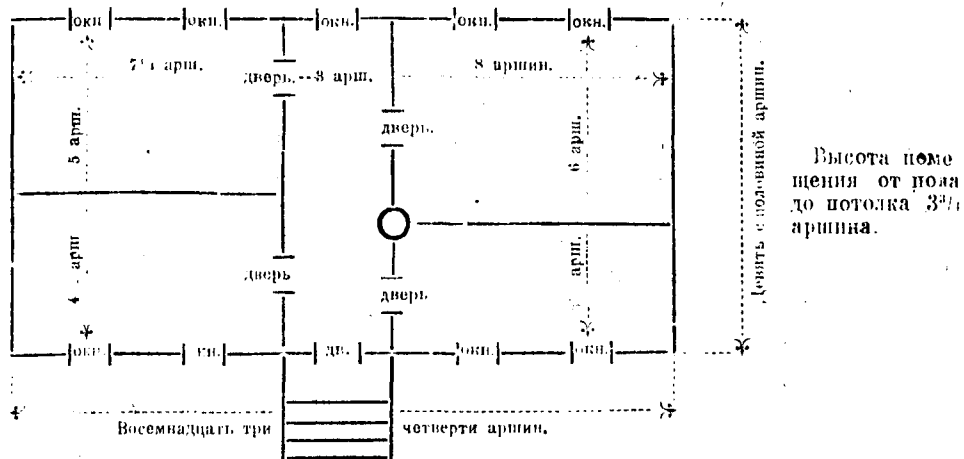 окн окн. окн. окн. окн.
арш. дверь. 3 арш. 8 аршин.
дверь.
5 арш.
6 арш.
Девять с половиной аршин.
Высота поме
щения от пола
до потолка 3³/₄
аршина.
4 арш
арш.
дверь
дверь
окн. кн. дв. окн. окн.
Восемнадцать три четверти аршин.